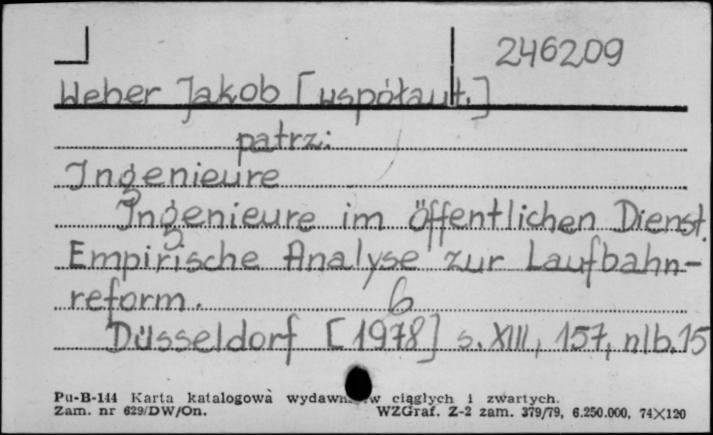 246209
Weber Jakob [współaut.]
patrz:
Ingenieure
Ingenieure im öffentlichen Dienst.
Empirische Analyse zur Laufbahn-
reform.
Düsseldorf [1978] s. XIII, 157, nlb. 15
Pu-B-144 Karta katalogowa ciągłych i zwartych.
Zam. nr 629/DW/On. WZGraf. Z-2 zam. 379/79, 6.250.000, 74×120